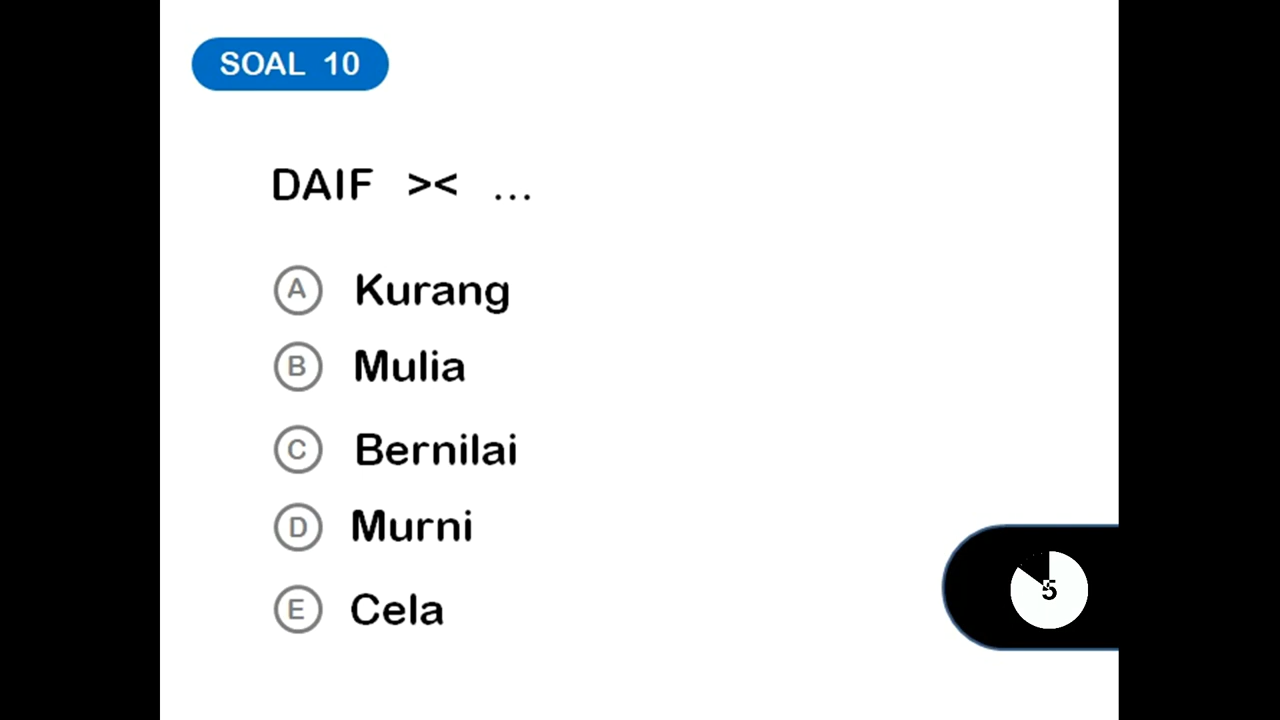 SOAL 10
DAIF >< ...
A Kurang
B Mulia
C Bernilai
D Murni
E Cela
5